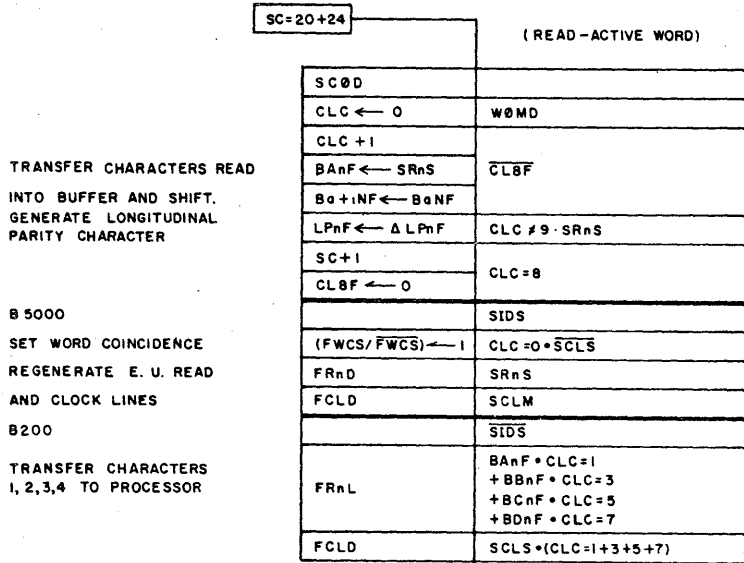 SC=20+24
(READ-ACTIVE WORD)
SCØD
CLC ← 0 WØMD
CLC +1
TRANSFER CHARACTERS READ BAnF ← SRnS C̅L̅8̅F̅
INTO BUFFER AND SHIFT. Ba+1NF ← BaNF
GENERATE LONGITUDINAL
PARITY CHARACTER LPnF ← Δ LPnF CLC ≠ 9 · SRnS
SC+1
CLC=8
CL8F ← 0
B 5000 SIDS
SET WORD COINCIDENCE (FWCS/F̅W̅C̅S̅) ← 1 CLC =0 • S̅C̅L̅S̅
REGENERATE E. U. READ FRnD SRnS
AND CLOCK LINES FCLD SCLM
B200 S̅I̅D̅S̅
TRANSFER CHARACTERS
1, 2,3,4 TO PROCESSOR
FRnL
BAnF • CLC=1
+BBnF • CLC=3
+BCnF • CLC=5
+BDnF • CLC=7
FCLD SCLS•(CLC=1+3+5+7)